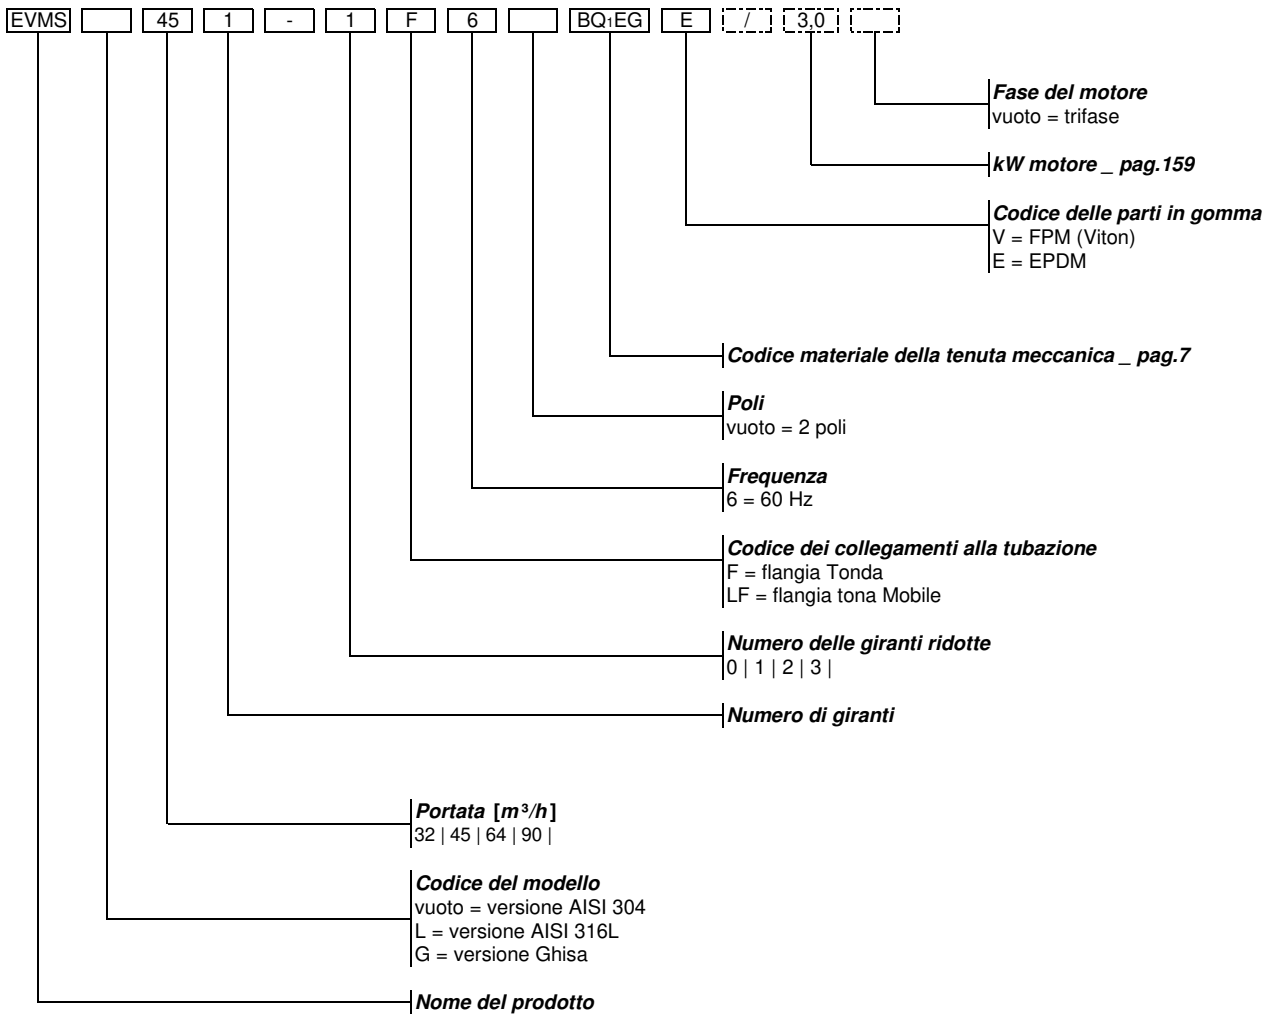 EVMS 45 1 - 1 F 6 BQ1EG E / 3,0
Fase del motore
vuoto = trifase
kW motore _ pag.159
Codice delle parti in gomma
V = FPM (Viton)
E = EPDM
Codice materiale della tenuta meccanica _ pag.7
Poli
vuoto = 2 poli
Frequenza
6 = 60 Hz
Codice dei collegamenti alla tubazione
F = flangia Tonda
LF = flangia tona Mobile
Numero delle giranti ridotte
0 | 1 | 2 | 3 |
Numero di giranti
Portata [m³/h]
32 | 45 | 64 | 90 |
Codice del modello
vuoto = versione AISI 304
L = versione AISI 316L
G = versione Ghisa
Nome del prodotto